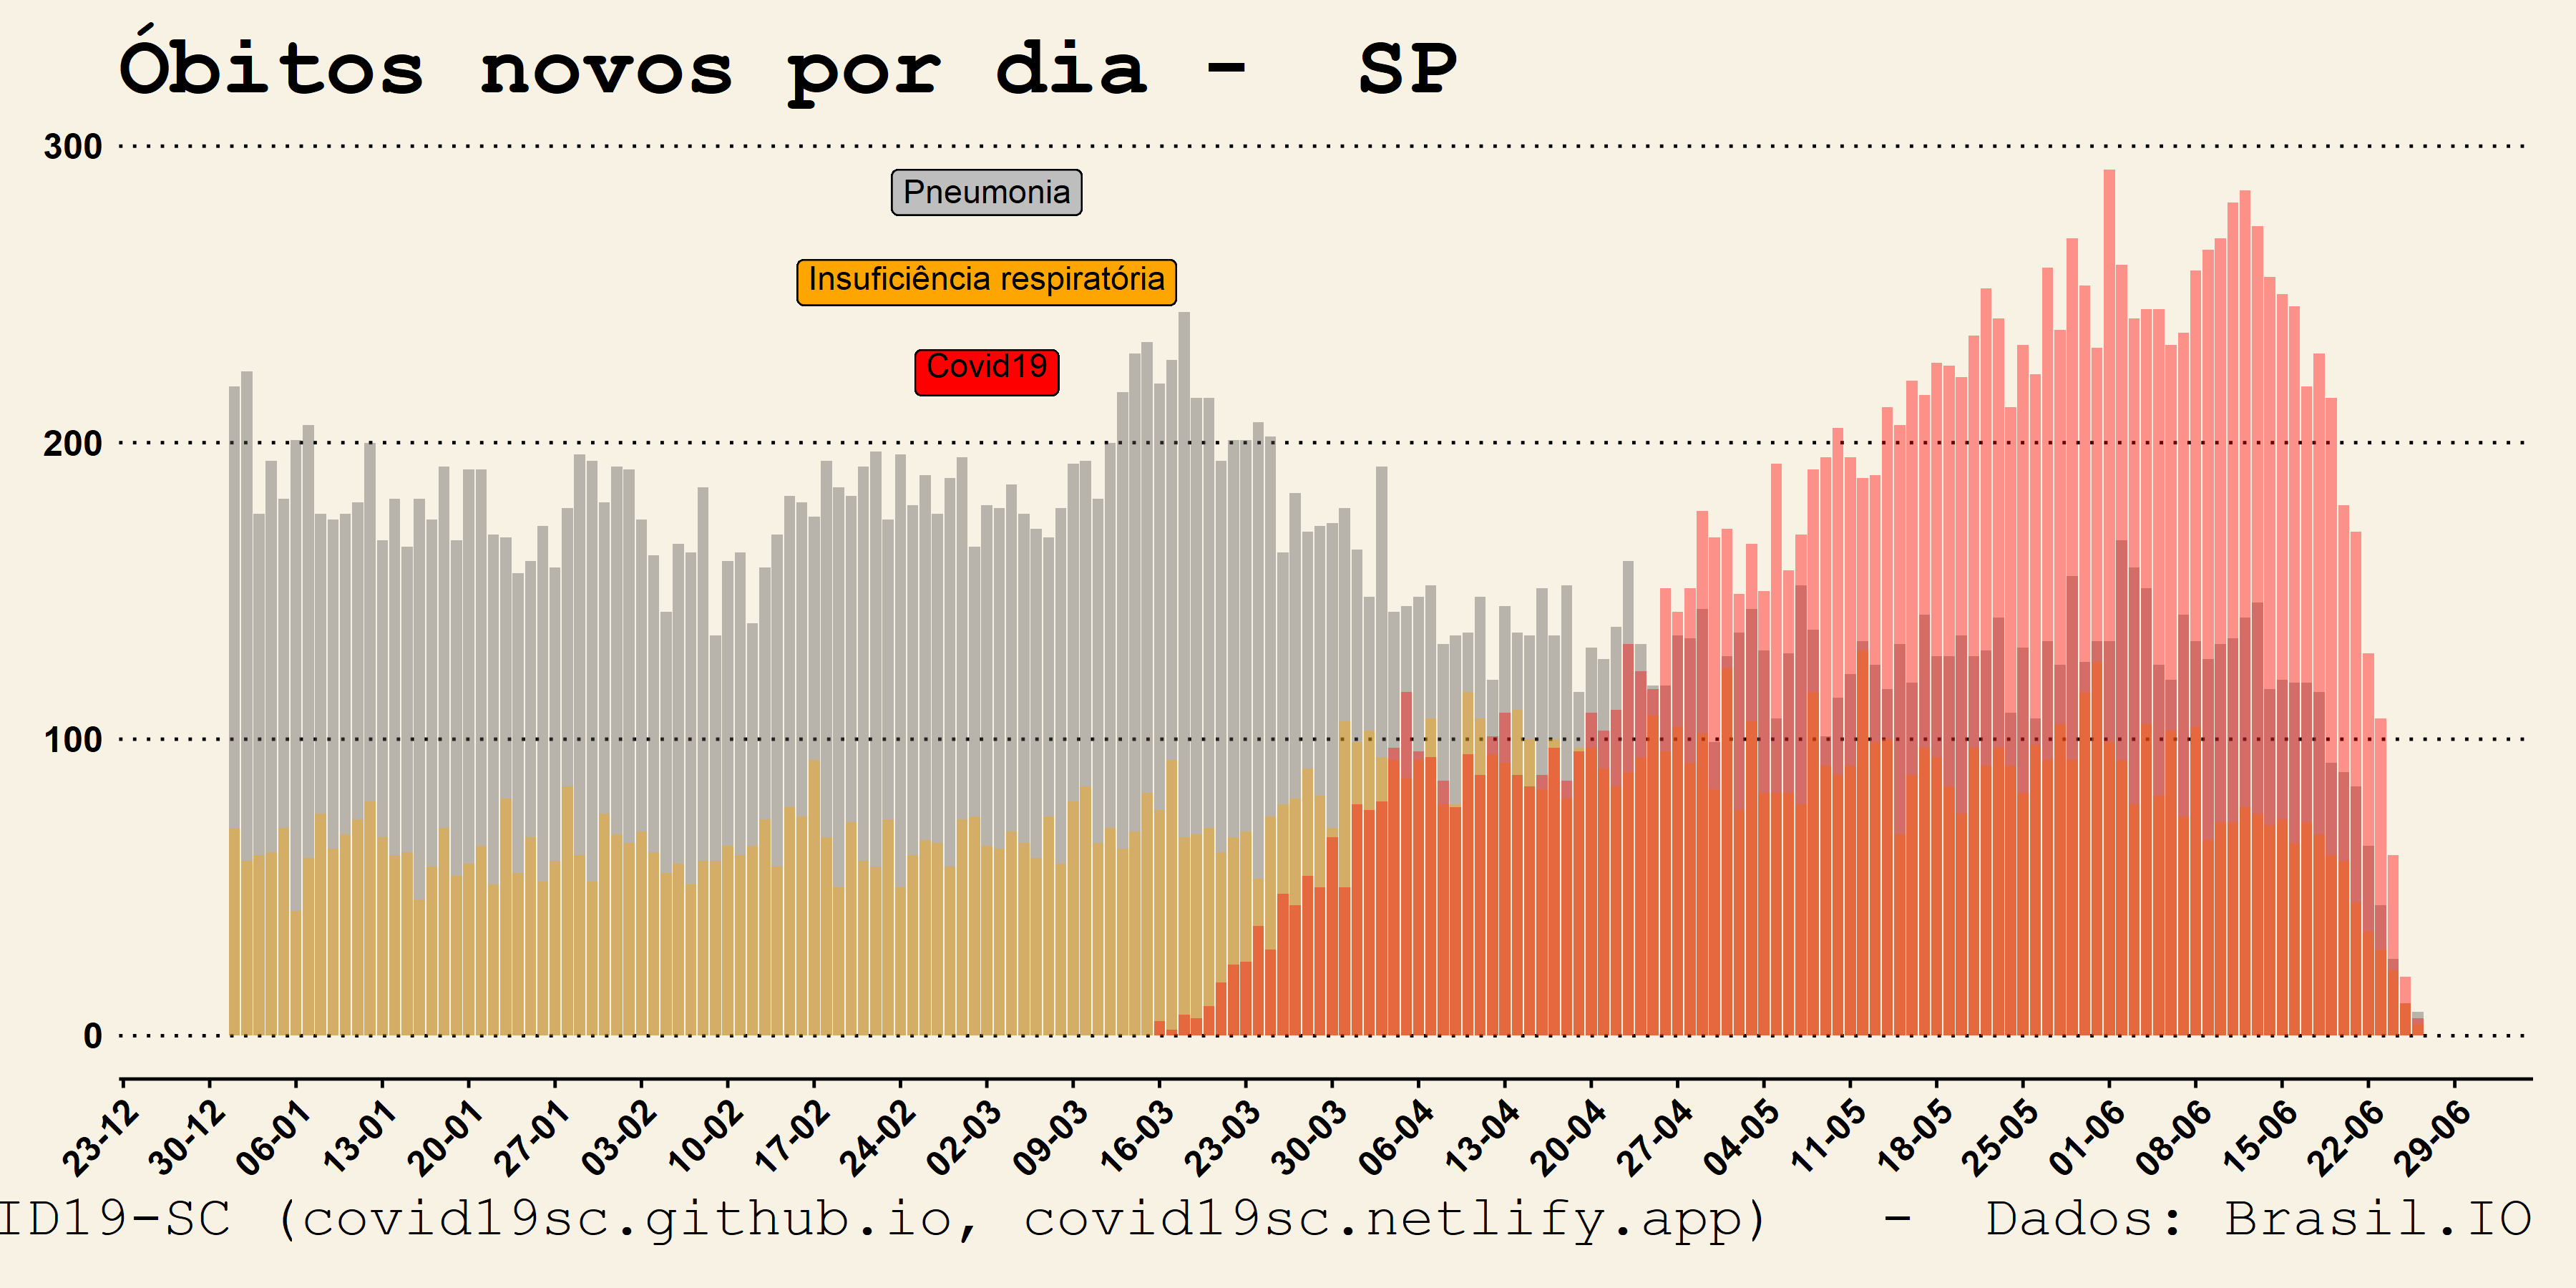 Óbitos novos por dia - SP
300
Pneumonia
Insuficiência respiratória
Covid19
200
100
0
23-12 30-12 06-01 13-01 20-01 27-01 03-02 10-02 17-02 24-02 02-03 09-03 16-03 23-03 30-03 06-04 13-04 20-04 27-04 04-05 11-05 18-05 25-05 01-06 08-06 15-06 22-06 29-06
ID19-SC (covid19sc.github.io, covid19sc.netlify.app) - Dados: Brasil.IO